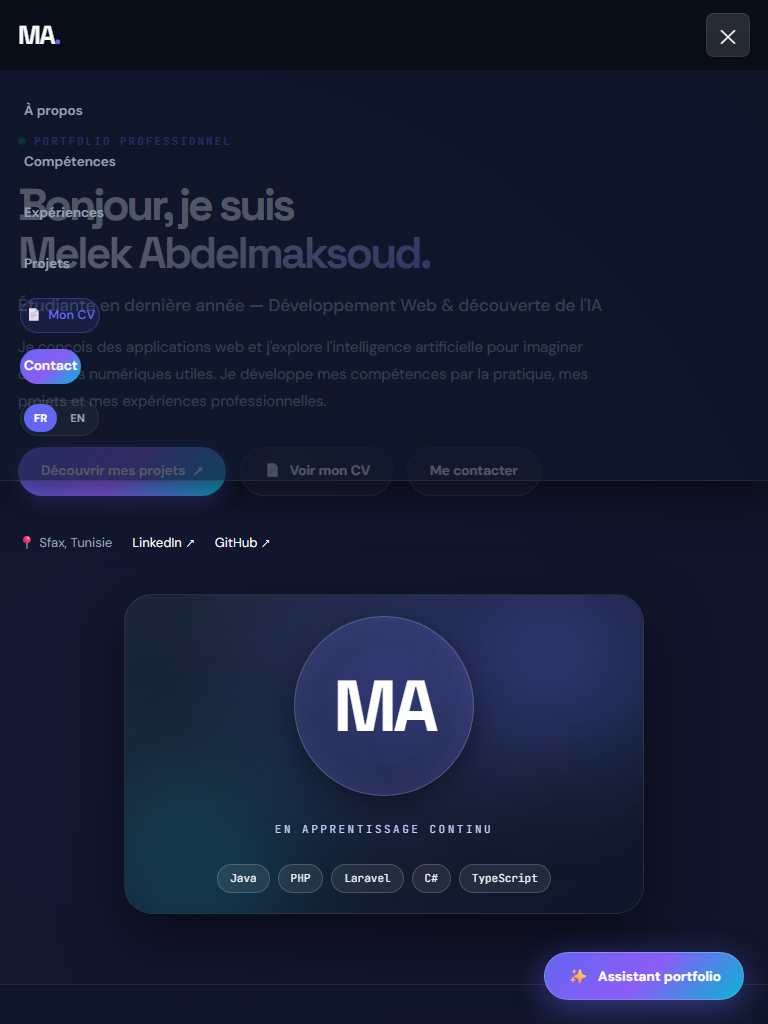 MA.
À propos
PORTFOLIO PROFESSIONNEL
Compétences
Bonjour, je suis
Expériences
Melek Abdelmaksoud.
Projets
Étudiante en dernière année — Développement Web & découverte de l'IA
Mon CV
Je conçois des applications web et j'explore l'intelligence artificielle pour imaginer
Contact
numériques utiles. Je développe mes compétences par la pratique, mes
projets et mes expériences professionnelles.
FR EN
Découvrir mes projets ↗ Voir mon CV Me contacter
Sfax, Tunisie LinkedIn ↗ GitHub ↗
MA
EN APPRENTISSAGE CONTINU
Java PHP Laravel C# TypeScript
Assistant portfolio